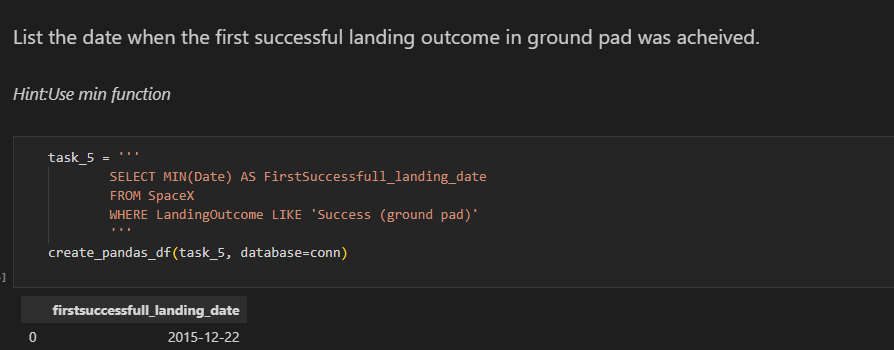 List the date when the first successful landing outcome in ground pad was acheived.
Hint:Use min function
task_5 = '''
SELECT MIN(Date) AS FirstSuccessfull_landing_date
FROM SpaceX
WHERE LandingOutcome LIKE 'Success (ground pad)'
'''
create_pandas_df(task_5, database=conn)
]
firstsuccessfull_landing_date
0 2015-12-22